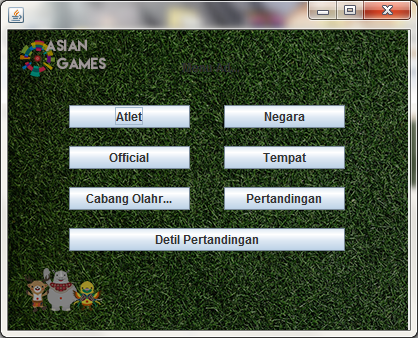 ASIAN
GAMES
Atlet
Negara
Official
Tempat
Cabang Olahr...
Pertandingan
Detil Pertandingan